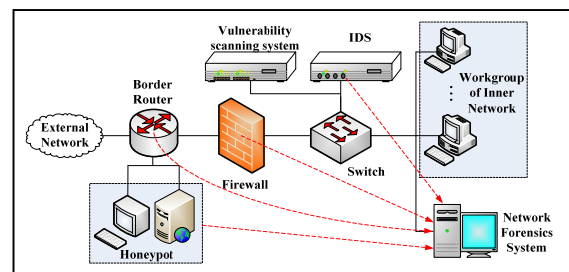 Vulnerability
scanning system
IDS
Border
Router
Workgroup
of Inner
Network
External
Network
Firewall
Switch
Honeypot
Network
Forensics
System